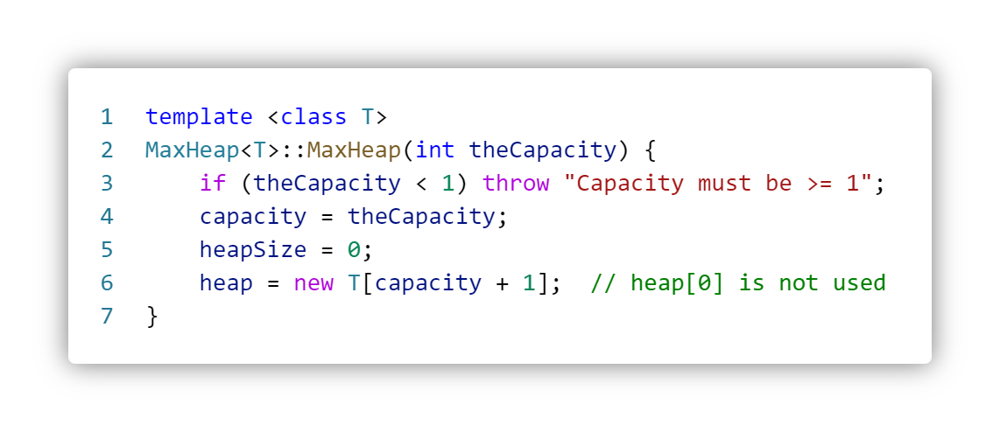 1 template <class T>
2 MaxHeap<T>::MaxHeap(int theCapacity) {
3     if (theCapacity < 1) throw "Capacity must be >= 1";
4     capacity = theCapacity;
5     heapSize = 0;
6     heap = new T[capacity + 1];  // heap[0] is not used
7 }